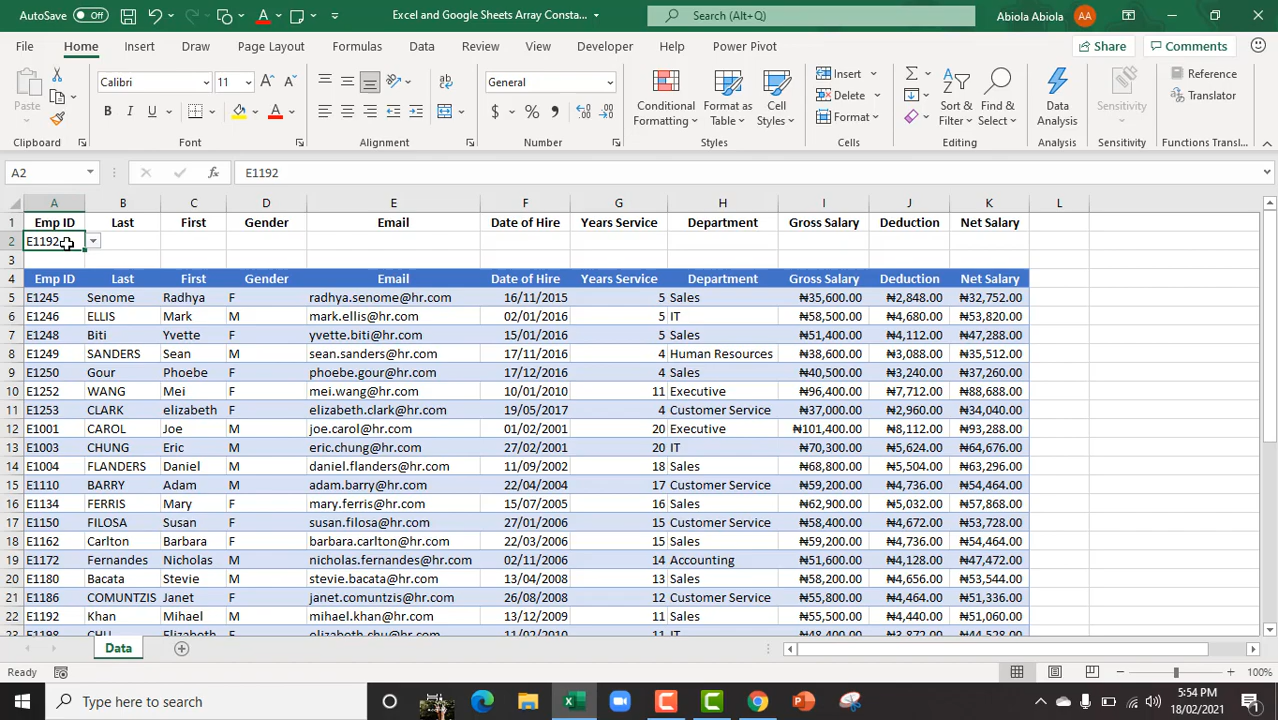 AutoSave Off Excel and Google Sheets Array Consta... Search (Alt+Q) Abiola Abiola AA
File Home Insert Draw Page Layout Formulas Data Review View Developer Help Power Pivot Share Comments
Paste Calibri 11 General Conditional Formatting Format as Table Cell Styles Insert Delete Format Sort & Filter Find & Select Data Analysis Sensitivity Reference Translator
Clipboard Font Alignment Number Styles Cells Editing Analysis Sensitivity Functions Transl...
A2 fx E1192
A B C D E F G H I J K L
1 Emp ID Last First Gender Email Date of Hire Years Service Department Gross Salary Deduction Net Salary
2 E1192
3
4 Emp ID Last First Gender Email Date of Hire Years Service Department Gross Salary Deduction Net Salary
5 E1245 Senome Radhya F radhya.senome@hr.com 16/11/2015 5 Sales ₦35,600.00 ₦2,848.00 ₦32,752.00
6 E1246 ELLIS Mark M mark.ellis@hr.com 02/01/2016 5 IT ₦58,500.00 ₦4,680.00 ₦53,820.00
7 E1248 Biti Yvette F yvette.biti@hr.com 15/01/2016 5 Sales ₦51,400.00 ₦4,112.00 ₦47,288.00
8 E1249 SANDERS Sean M sean.sanders@hr.com 17/11/2016 4 Human Resources ₦38,600.00 ₦3,088.00 ₦35,512.00
9 E1250 Gour Phoebe F phoebe.gour@hr.com 17/12/2016 4 Sales ₦40,500.00 ₦3,240.00 ₦37,260.00
10 E1252 WANG Mei F mei.wang@hr.com 10/01/2010 11 Executive ₦96,400.00 ₦7,712.00 ₦88,688.00
11 E1253 CLARK elizabeth F elizabeth.clark@hr.com 19/05/2017 4 Customer Service ₦37,000.00 ₦2,960.00 ₦34,040.00
12 E1001 CAROL Joe M joe.carol@hr.com 01/02/2001 20 Executive ₦101,400.00 ₦8,112.00 ₦93,288.00
13 E1003 CHUNG Eric M eric.chung@hr.com 27/02/2001 20 IT ₦70,300.00 ₦5,624.00 ₦64,676.00
14 E1004 FLANDERS Daniel M daniel.flanders@hr.com 11/09/2002 18 Sales ₦68,800.00 ₦5,504.00 ₦63,296.00
15 E1110 BARRY Adam M adam.barry@hr.com 22/04/2004 17 Customer Service ₦59,200.00 ₦4,736.00 ₦54,464.00
16 E1134 FERRIS Mary F mary.ferris@hr.com 15/07/2005 16 Sales ₦62,900.00 ₦5,032.00 ₦57,868.00
17 E1150 FILOSA Susan F susan.filosa@hr.com 27/01/2006 15 Customer Service ₦58,400.00 ₦4,672.00 ₦53,728.00
18 E1162 Carlton Barbara F barbara.carlton@hr.com 22/03/2006 15 Sales ₦59,200.00 ₦4,736.00 ₦54,464.00
19 E1172 Fernandes Nicholas M nicholas.fernandes@hr.com 02/11/2006 14 Accounting ₦51,600.00 ₦4,128.00 ₦47,472.00
20 E1180 Bacata Stevie M stevie.bacata@hr.com 13/04/2008 13 Sales ₦58,200.00 ₦4,656.00 ₦53,544.00
21 E1186 COMUNTZIS Janet F janet.comuntzis@hr.com 26/08/2008 12 Customer Service ₦55,800.00 ₦4,464.00 ₦51,336.00
22 E1192 Khan Mihael M mihael.khan@hr.com 13/12/2009 11 Sales ₦55,500.00 ₦4,440.00 ₦51,060.00
23 E1198 CHU Elizabeth F elizabeth.chu@hr.com 11/02/2010 11 IT ₦48,400.00 ₦3,872.00 ₦44,528.00
Data
Ready 100%
Type here to search 5:54 PM
18/02/2021